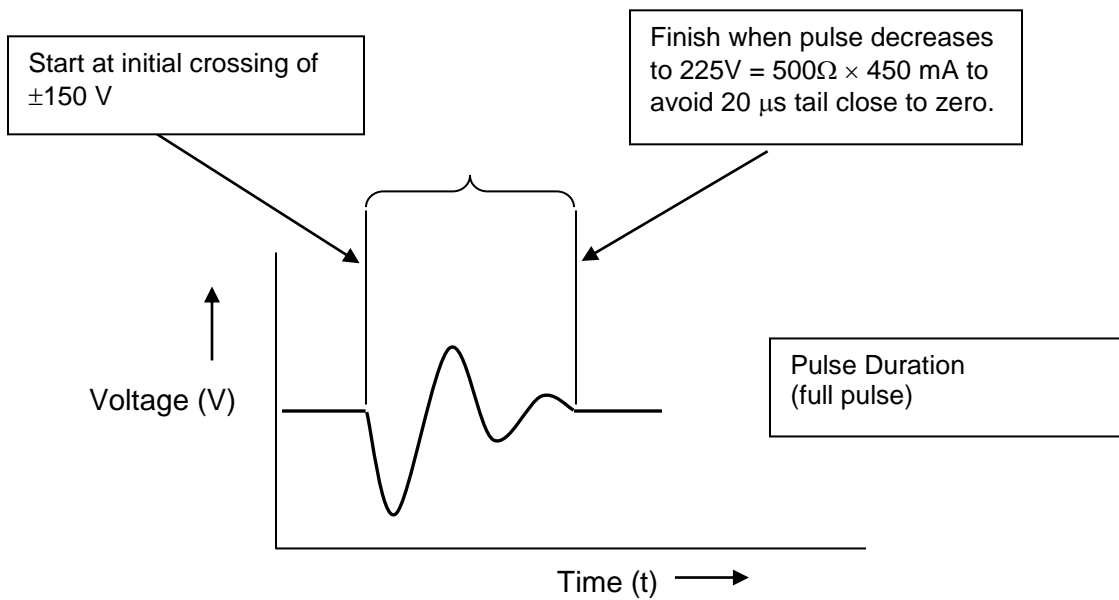 Start at initial crossing of
±150 V
Finish when pulse decreases
to 225V = 500Ω × 450 mA to
avoid 20 μs tail close to zero.
Voltage (V)
Pulse Duration
(full pulse)
Time (t)